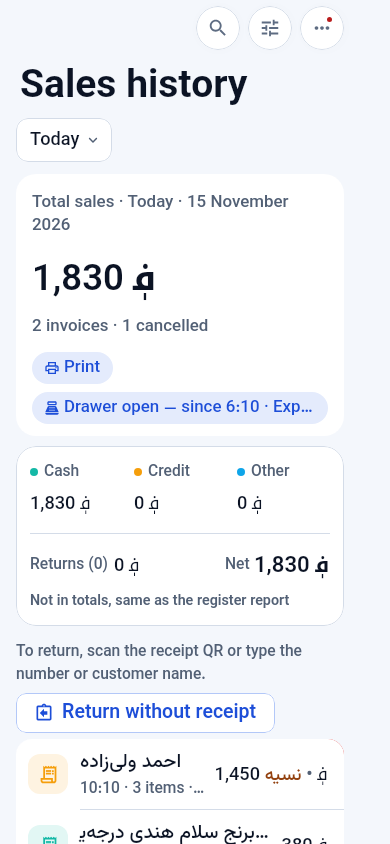 Sales history
Today
Total sales · Today · 15 November
2026
1,830 ؋
2 invoices · 1 cancelled
Print
Drawer open — since 6:10 · Exp…
Cash
Credit
Other
1,830 ؋
0 ؋
0 ؋
Returns (0) 0 ؋
Net 1,830 ؋
Not in totals, same as the register report
To return, scan the receipt QR or type the
number or customer name.
Return without receipt
احمد ولی‌زاده
1,450 نسیه • ؋
10:10 · 3 items ·…
برنج سلام هندی درجه‌ی…
380 ؋